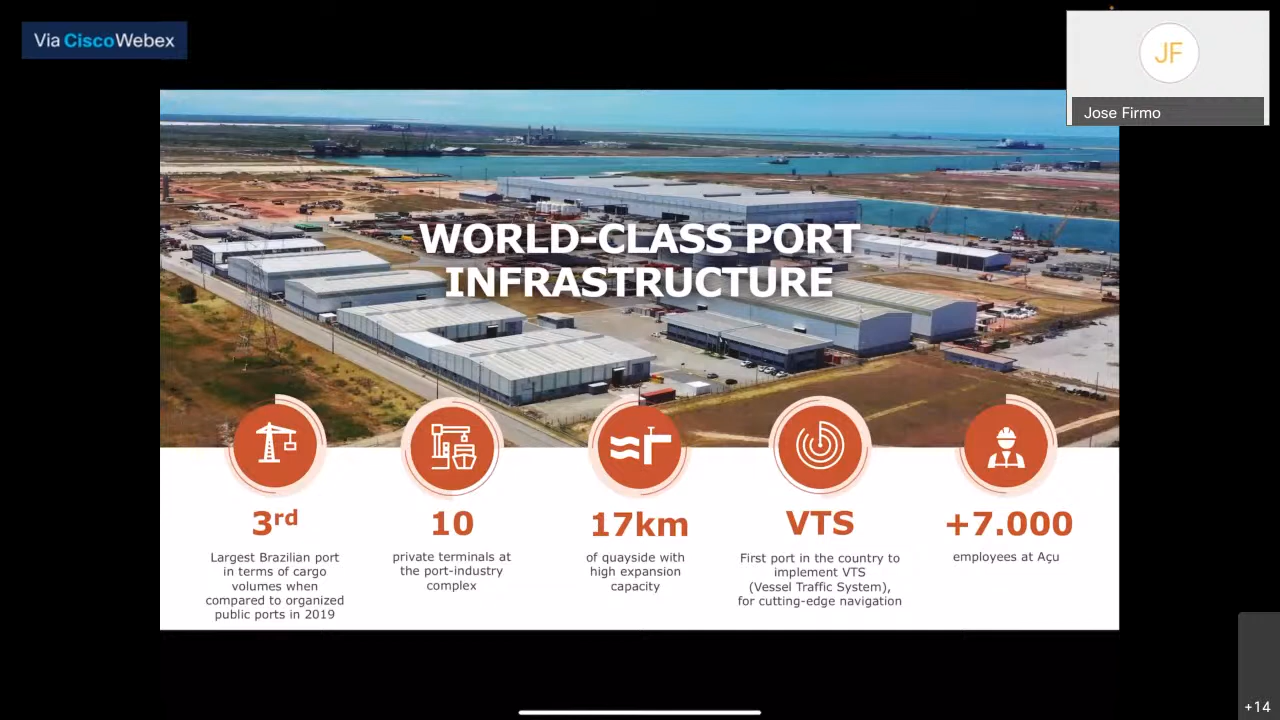 Via CiscoWebex
JF
Jose Firmo
WORLD-CLASS PORT
INFRASTRUCTURE
3rd
Largest Brazilian port
in terms of cargo
volumes when
compared to organized
public ports in 2019
10
private terminals at
the port-industry
complex
17km
of quayside with
high expansion
capacity
VTS
First port in the country to
implement VTS
(Vessel Traffic System),
for cutting-edge navigation
+7.000
employees at Açu
+14